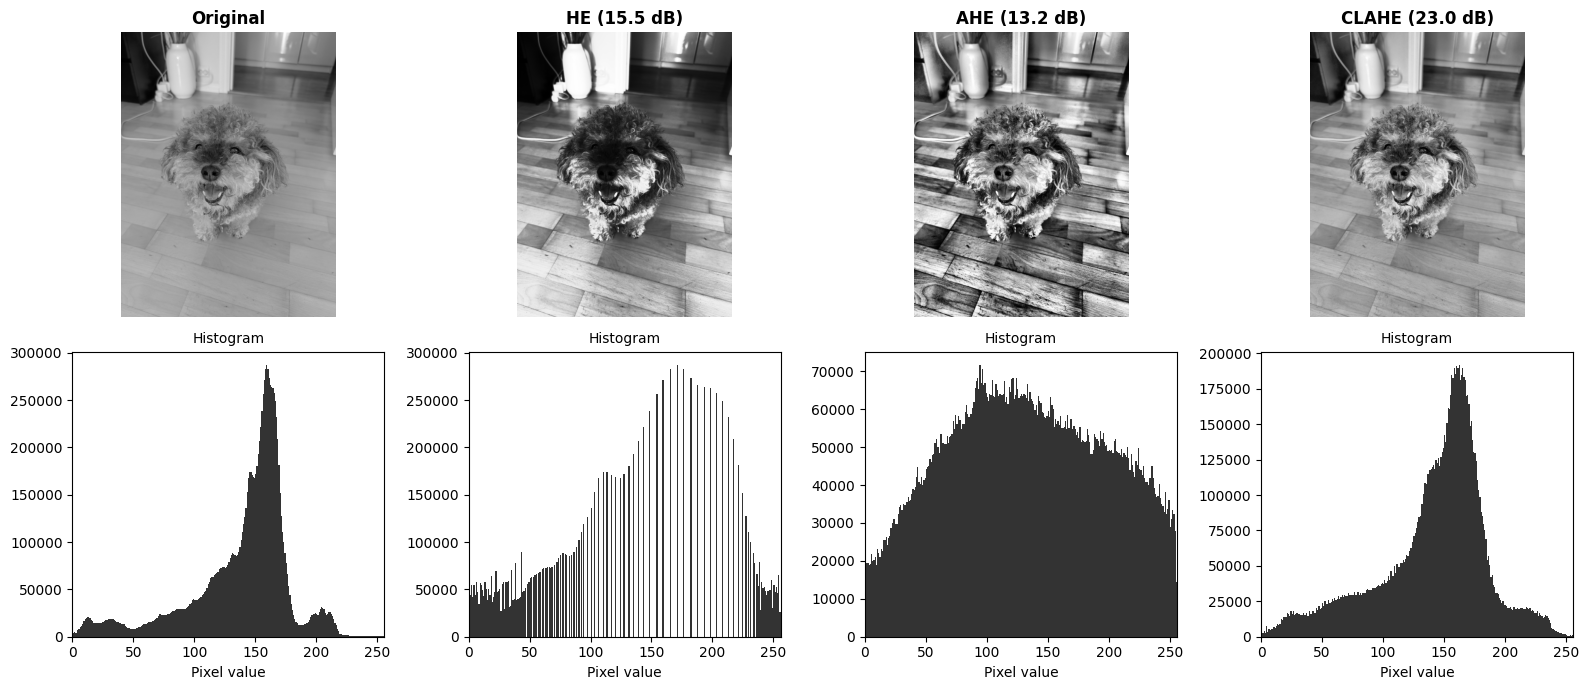 Original
HE (15.5 dB)
AHE (13.2 dB)
CLAHE (23.0 dB)
Histogram
300000
250000
200000
150000
100000
50000
0
0 50 100 150 200 250
Pixel value
Histogram
300000
250000
200000
150000
100000
50000
0
0 50 100 150 200 250
Pixel value
Histogram
70000
60000
50000
40000
30000
20000
10000
0
0 50 100 150 200 250
Pixel value
Histogram
200000
175000
150000
125000
100000
75000
50000
25000
0
0 50 100 150 200 250
Pixel value